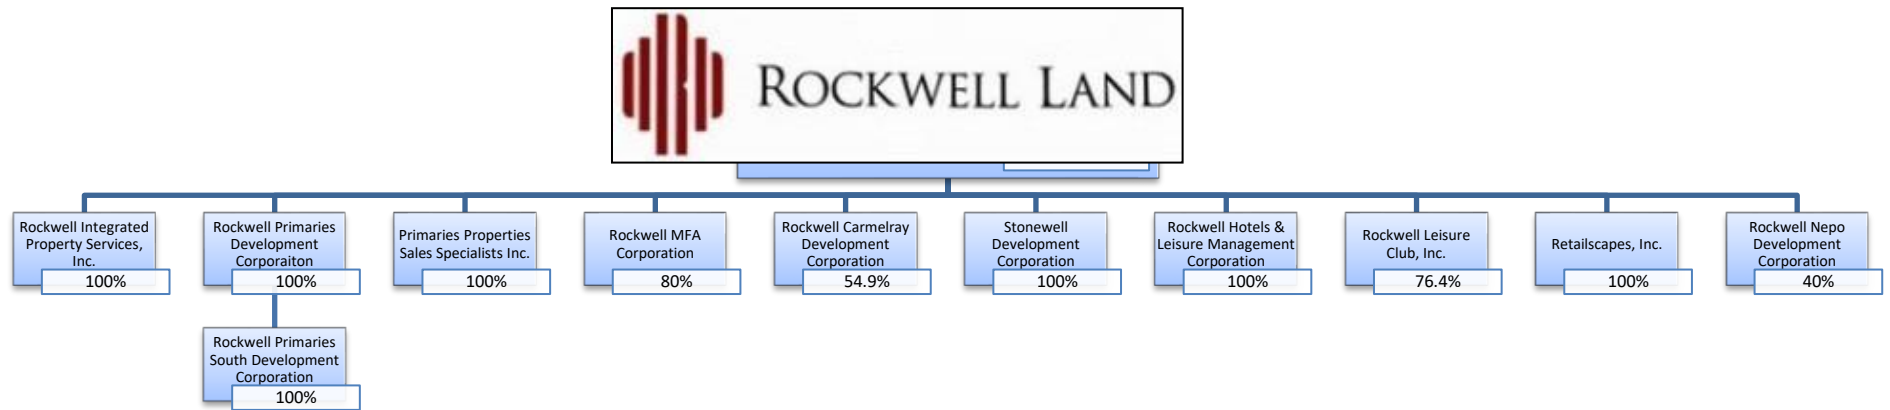 ROCKWELL LAND
Rockwell Integrated
Property Services,
Inc.
100%
Rockwell Primaries
Development
Corporaiton
100%
Primaries Properties
Sales Specialists Inc.
100%
Rockwell MFA
Corporation
80%
Rockwell Carmelray
Development
Corporation
54.9%
Stonewell
Development
Corporation
100%
Rockwell Hotels &
Leisure Management
Corporation
100%
Rockwell Leisure
Club, Inc.
76.4%
Retailscapes, Inc.
100%
Rockwell Nepo
Development
Corporation
40%
Rockwell Primaries
South Development
Corporation
100%